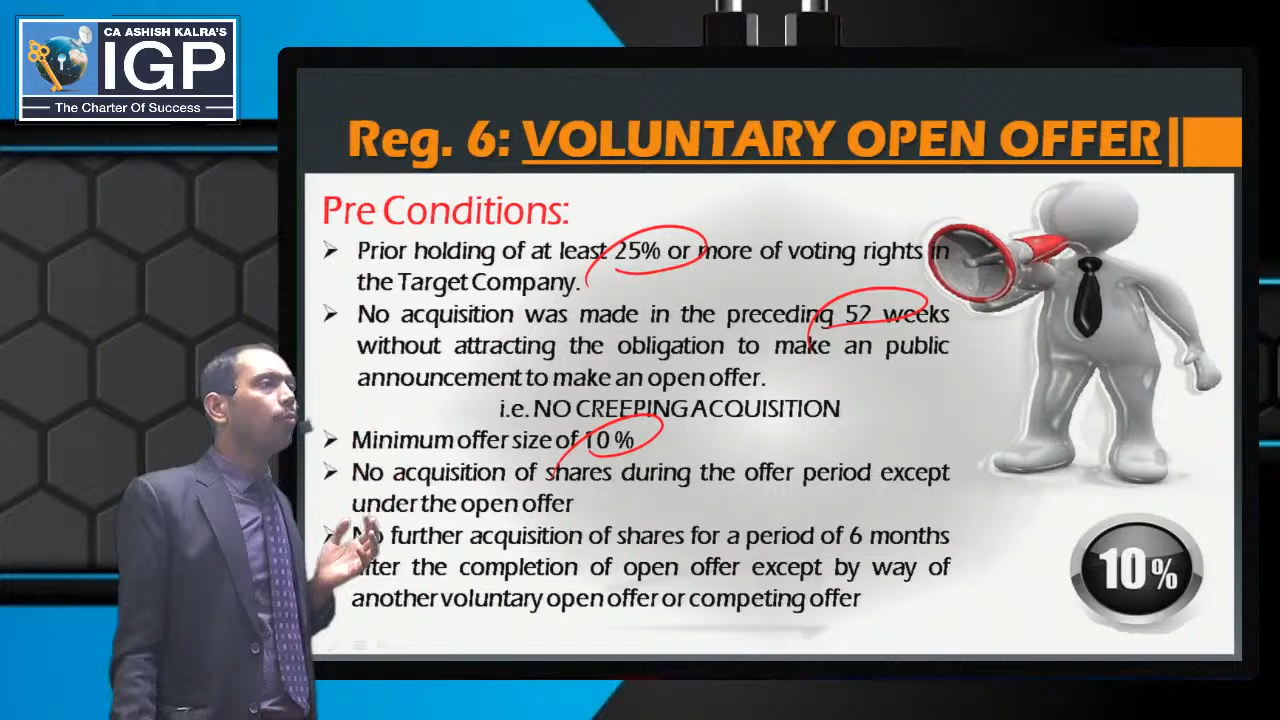 CA ASHISH KALRA'S
IGP
The Charter Of Success
Reg. 6: VOLUNTARY OPEN OFFER
Pre Conditions:
➢ Prior holding of at least 25% or more of voting rights in
the Target Company.
➢ No acquisition was made in the preceding 52 weeks
without attracting the obligation to make an public
announcement to make an open offer.
i.e. NO CREEPING ACQUISITION
➢ Minimum offer size of 10%
➢ No acquisition of shares during the offer period except
under the open offer
➢ No further acquisition of shares for a period of 6 months
after the completion of open offer except by way of
another voluntary open offer or competing offer
10%